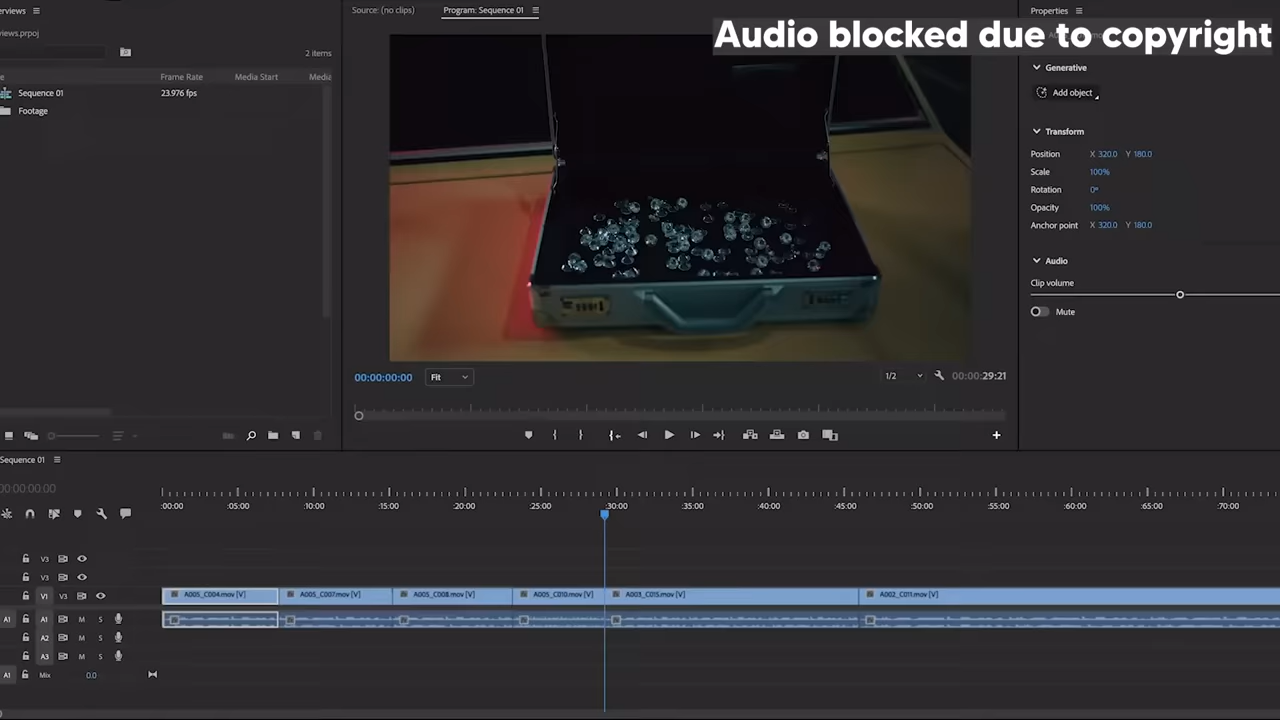 erviews
Source: (no clips)
Program: Sequence 01
Properties
Audio blocked due to copyright
views.prpoj
2 items
Frame Rate
Media Start
Media
Sequence 01
23.976 fps
Footage
Generative
Add object
Transform
Position
X 320.0
Y 180.0
Scale
100%
Rotation
0°
Opacity
100%
Anchor point
X 320.0
Y 180.0
Audio
Clip volume
Mute
00:00:00:00
Fit
1/2
00:00:29:21
Sequence 01
00:00:00:00
:00:00
:05:00
:10:00
:15:00
:20:00
:25:00
:30:00
:35:00
:40:00
:45:00
:50:00
:55:00
:60:00
:65:00
:70:00
V3
V3
V1
V3
A005_C004.mov [V]
A005_C007.mov [V]
A005_C008.mov [V]
A005_C010.mov [V]
A003_C015.mov [V]
A002_C011.mov [V]
A1
A1
M
S
A2
M
S
A3
M
S
A1
Mix
0.0